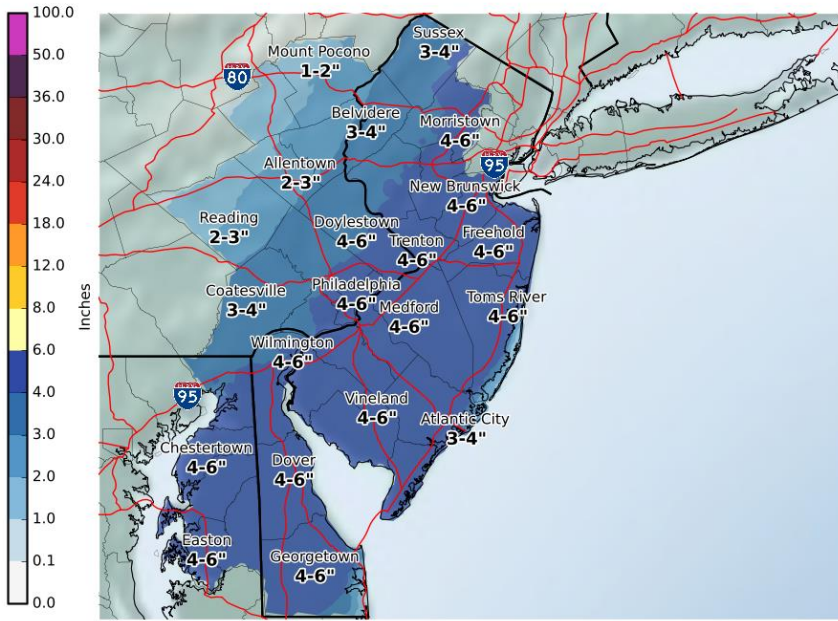 100.0
50.0
36.0
30.0
24.0
18.0
12.0
8.0
6.0
4.0
3.0
2.0
1.0
0.1
0.0
Inches
Sussex
3-4"
Mount Pocono
1-2"
80
Belvidere
3-4"
Morristown
4-6"
95
Allentown
2-3"
New Brunswick
4-6"
Reading
2-3"
Doylestown
4-6"
Trenton
4-6"
Freehold
4-6"
Coatesville
3-4"
Philadelphia
4-6"
Medford
4-6"
Toms River
4-6"
Wilmington
4-6"
95
Vineland
4-6"
Atlantic City
3-4"
Chestertown
4-6"
Dover
4-6"
Easton
4-6"
Georgetown
4-6"